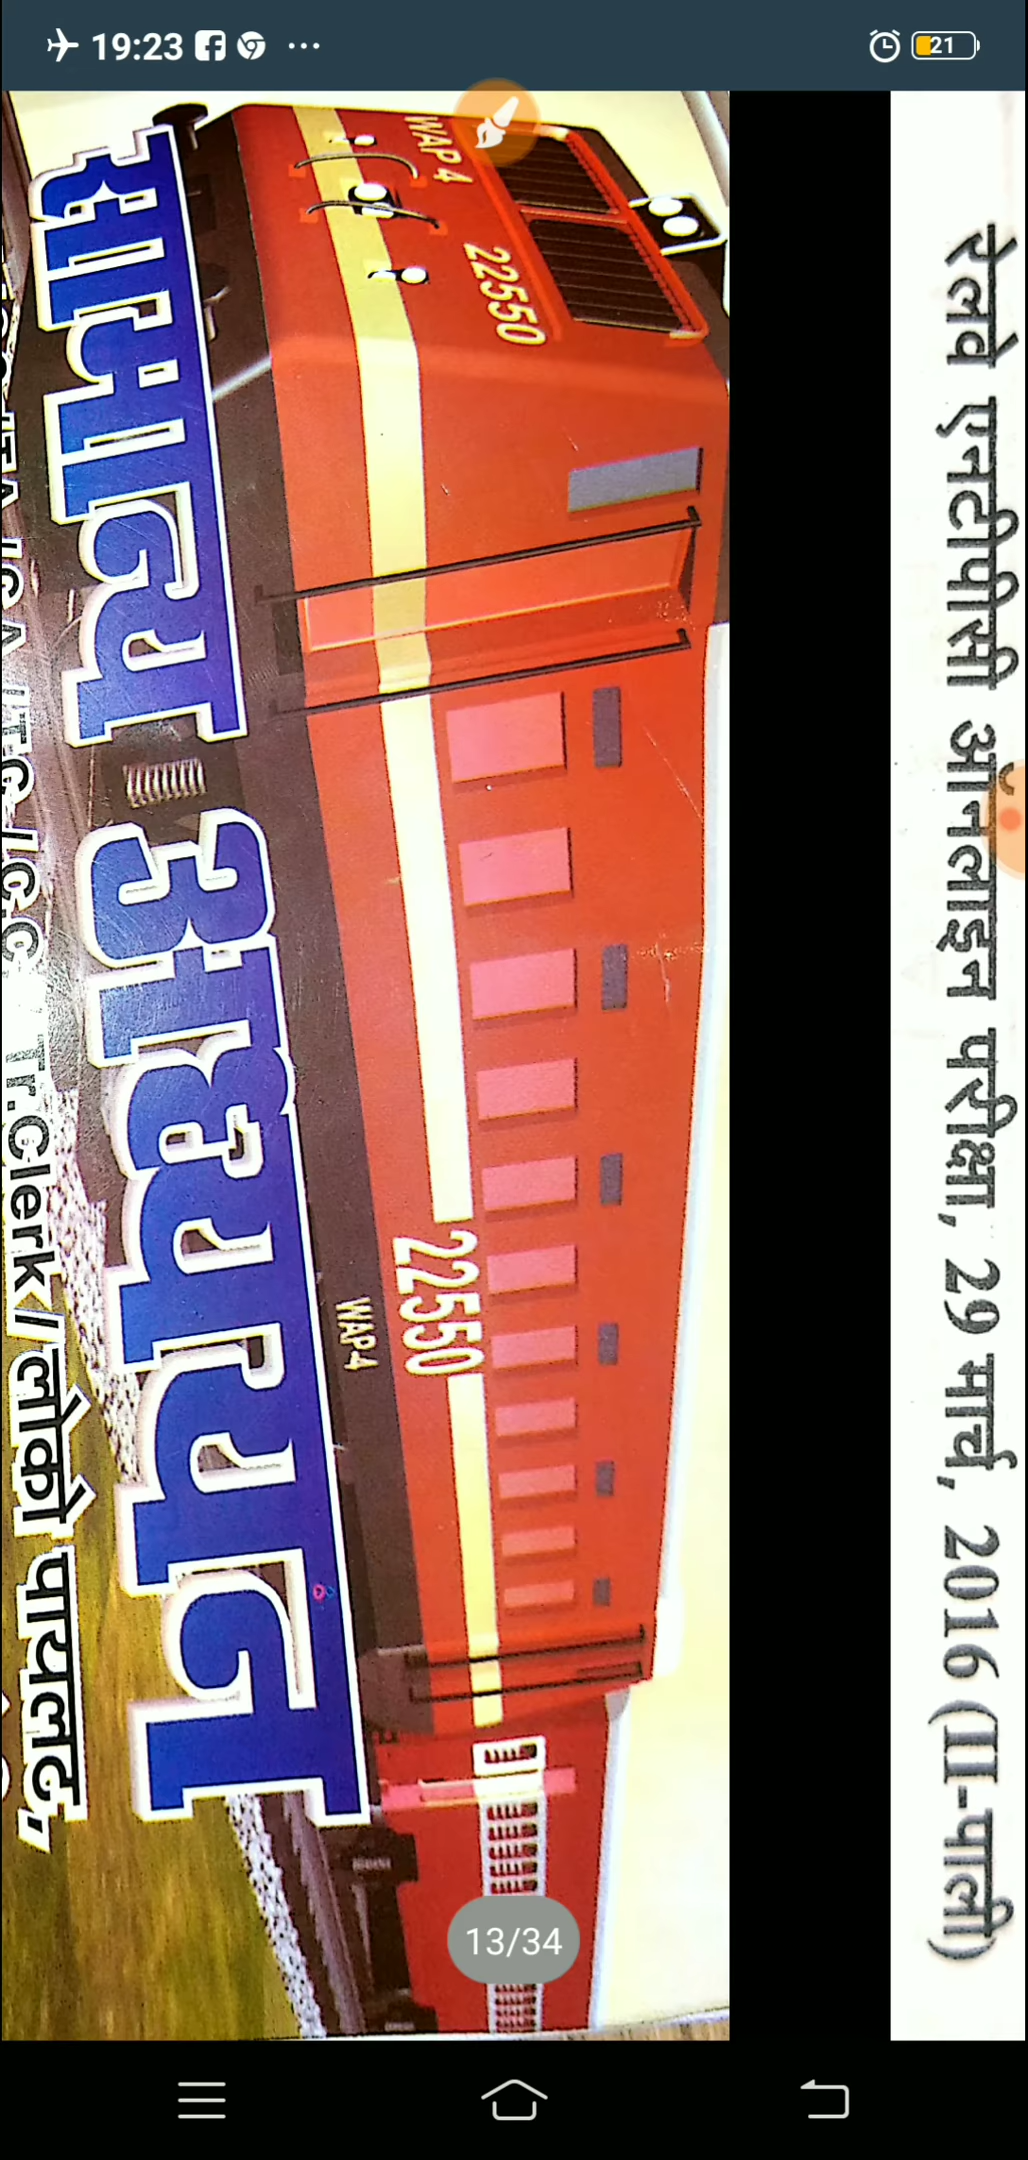 19:23
21
रेलवे एनटीपीसी ऑनलाइन परीक्षा, 29 मार्च, 2016 (II-पाली)
WAP 4
22550
22550
WAP4
सामान्य अध्ययन
Tr.Clerk/लोको पायलट,
13/34